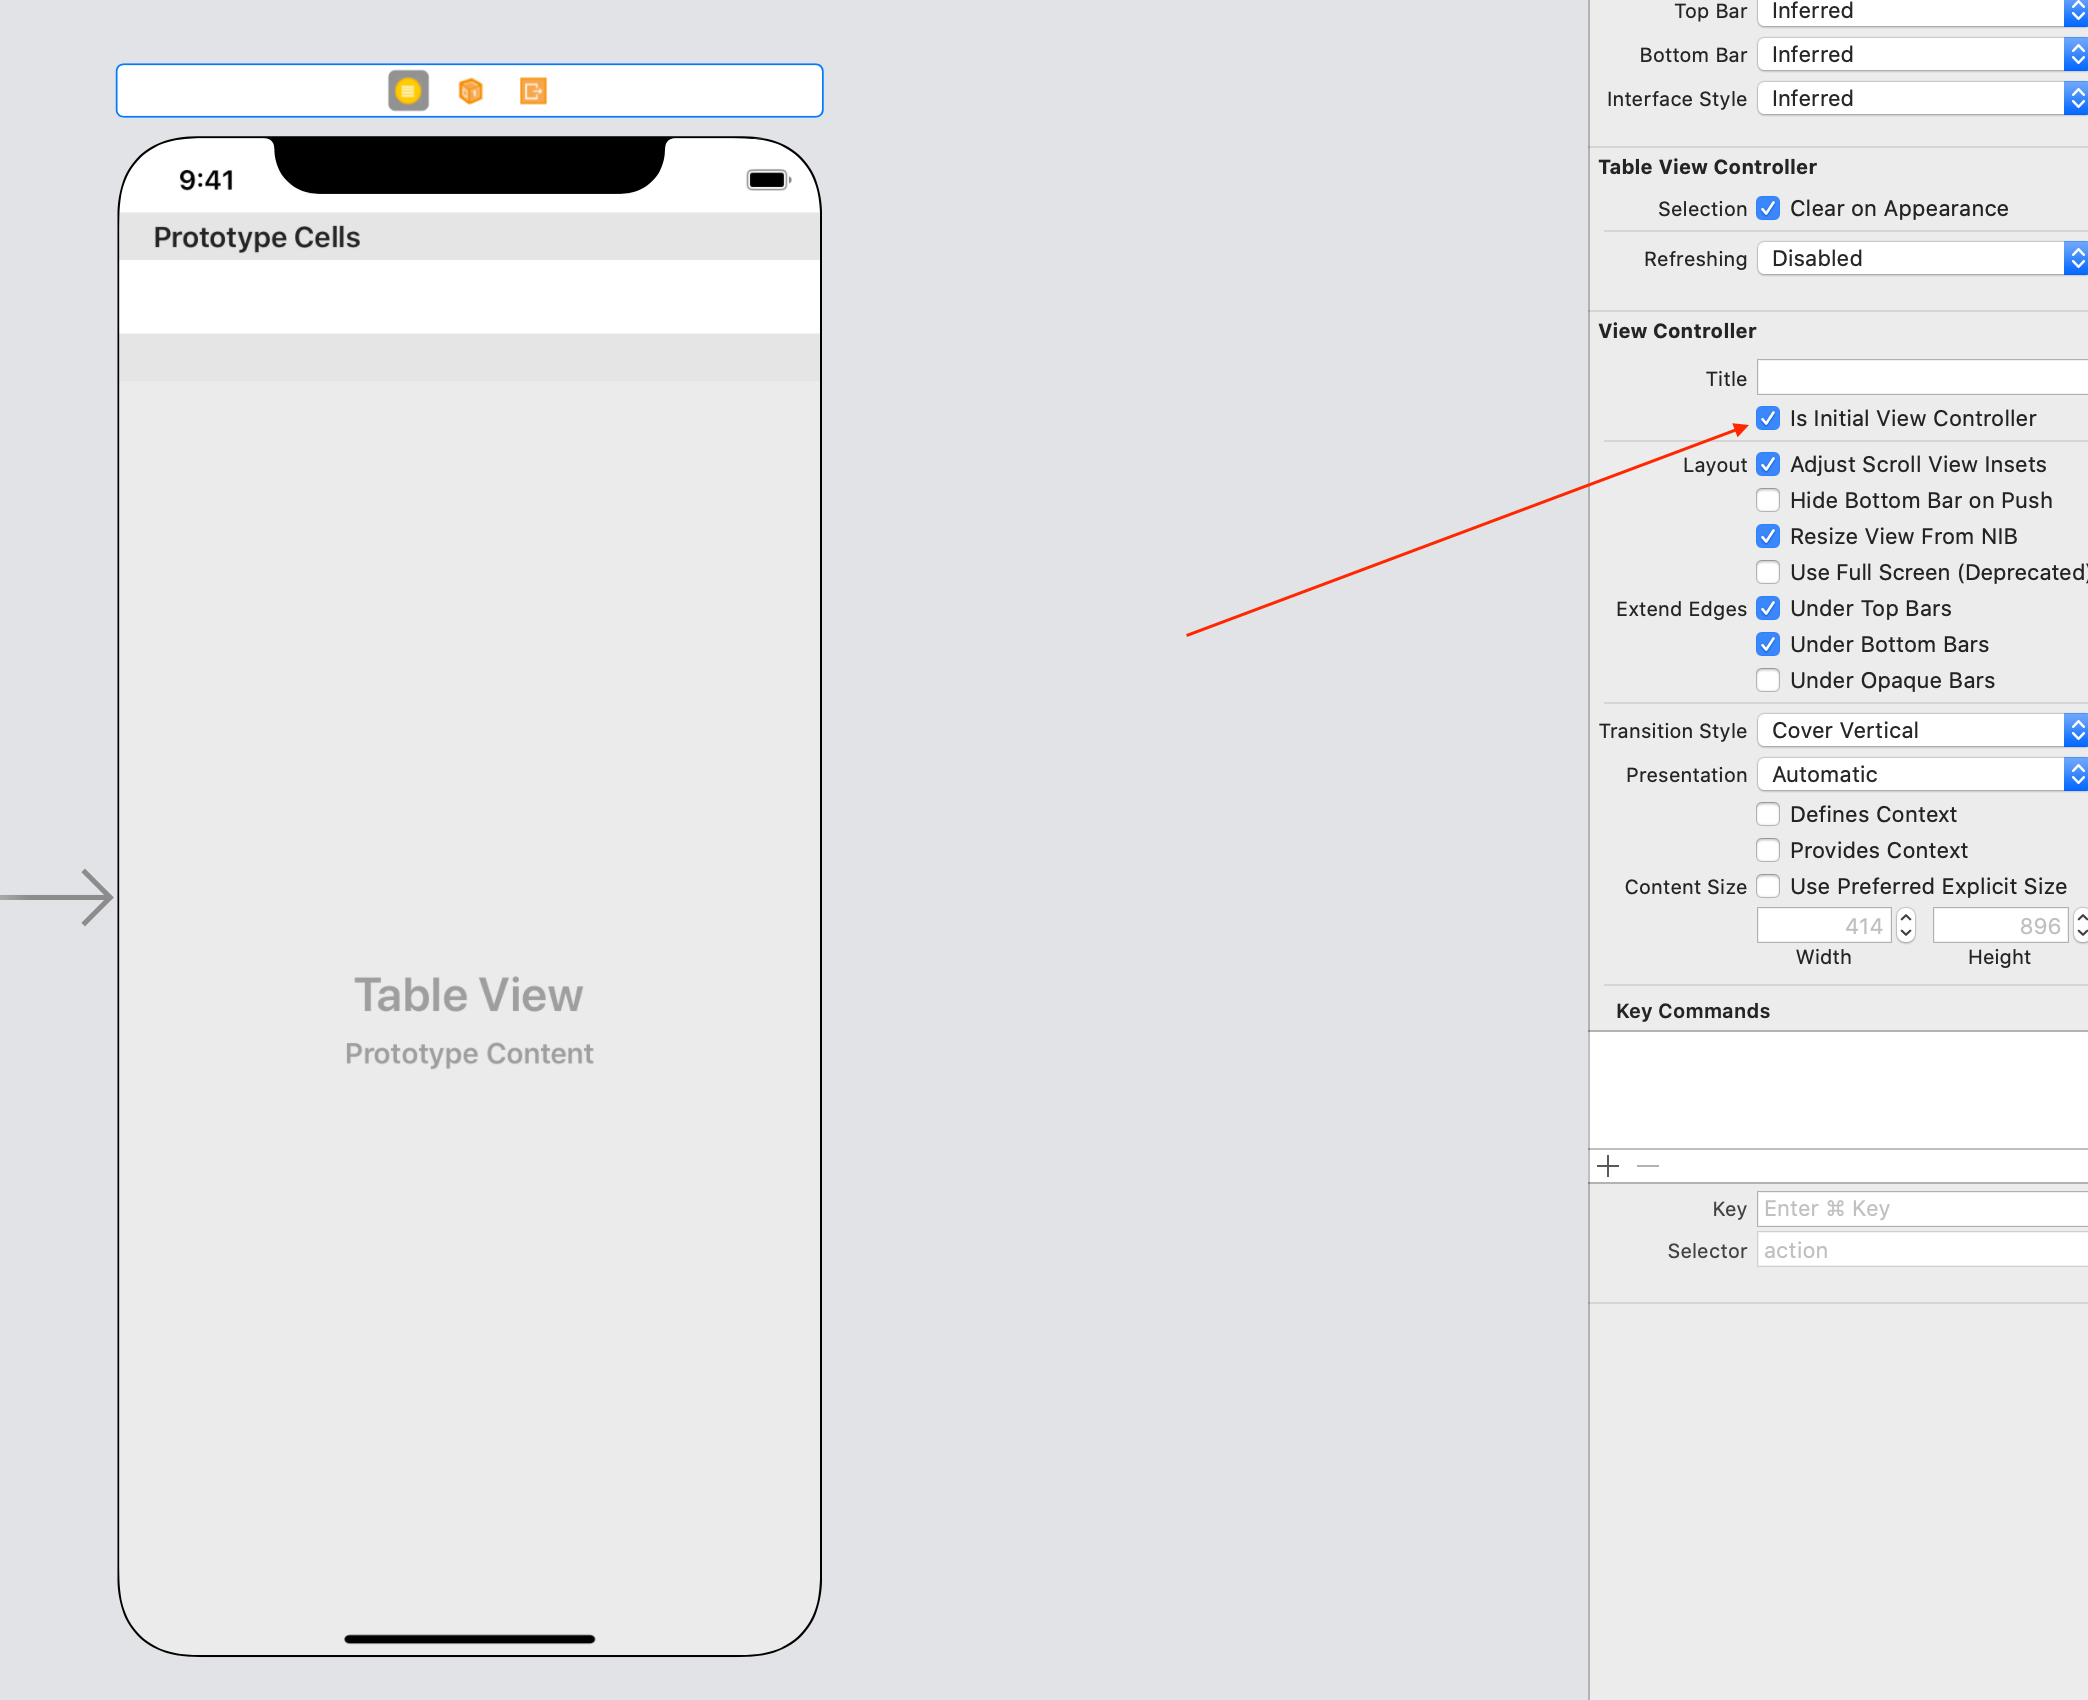 9:41
Prototype Cells
Table View
Prototype Content
Top Bar Inferred
Bottom Bar Inferred
Interface Style Inferred
Table View Controller
Selection Clear on Appearance
Refreshing Disabled
View Controller
Title
Is Initial View Controller
Layout Adjust Scroll View Insets
Hide Bottom Bar on Push
Resize View From NIB
Use Full Screen (Deprecated)
Extend Edges Under Top Bars
Under Bottom Bars
Under Opaque Bars
Transition Style Cover Vertical
Presentation Automatic
Defines Context
Provides Context
Content Size Use Preferred Explicit Size
414 896
Width Height
Key Commands
Key Enter ⌘ Key
Selector action